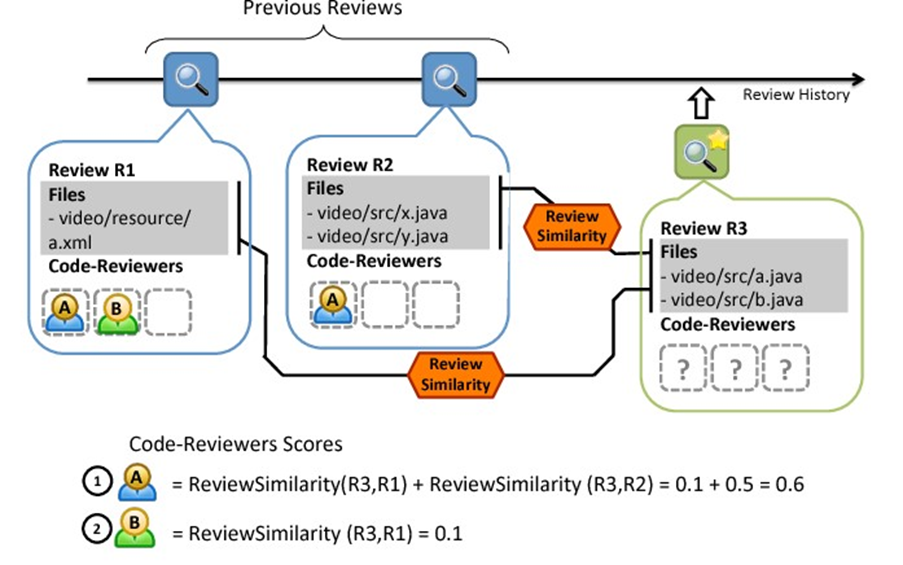 Previous Reviews
Review History
Review R1
Files
- video/resource/
a.xml
Code-Reviewers
A
B
Review R2
Files
- video/src/x.java
- video/src/y.java
Code-Reviewers
A
Review
Similarity
Review R3
Files
- video/src/a.java
- video/src/b.java
Code-Reviewers
? ? ?
Review
Similarity
Code-Reviewers Scores
1 A = ReviewSimilarity(R3,R1) + ReviewSimilarity (R3,R2) = 0.1 + 0.5 = 0.6
2 B = ReviewSimilarity (R3,R1) = 0.1